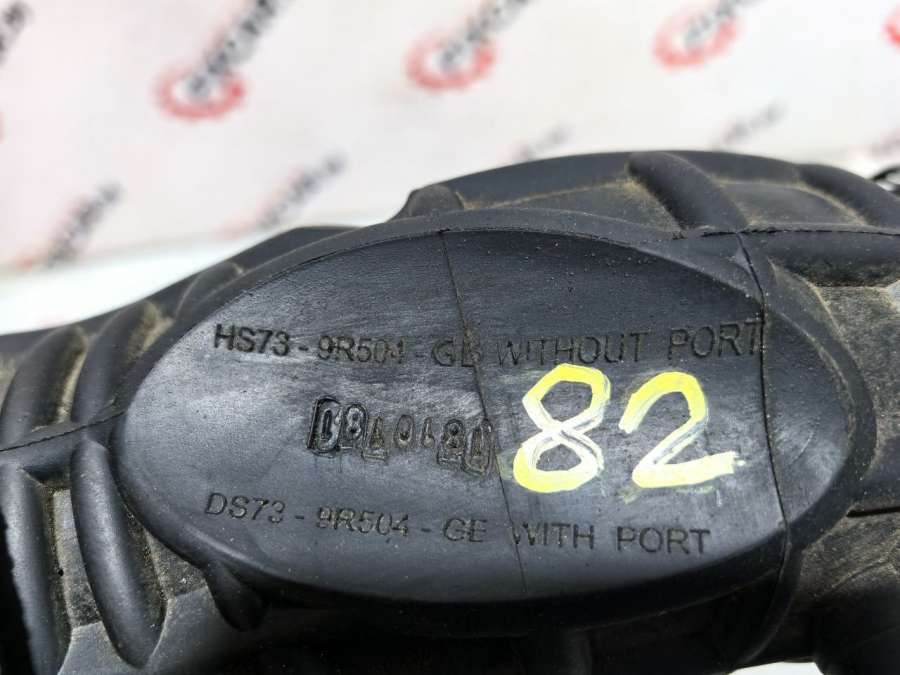 HS73 - 9R504 - GB WITHOUT PORT
82
DS73 - 9R504 - GE WITH PORT